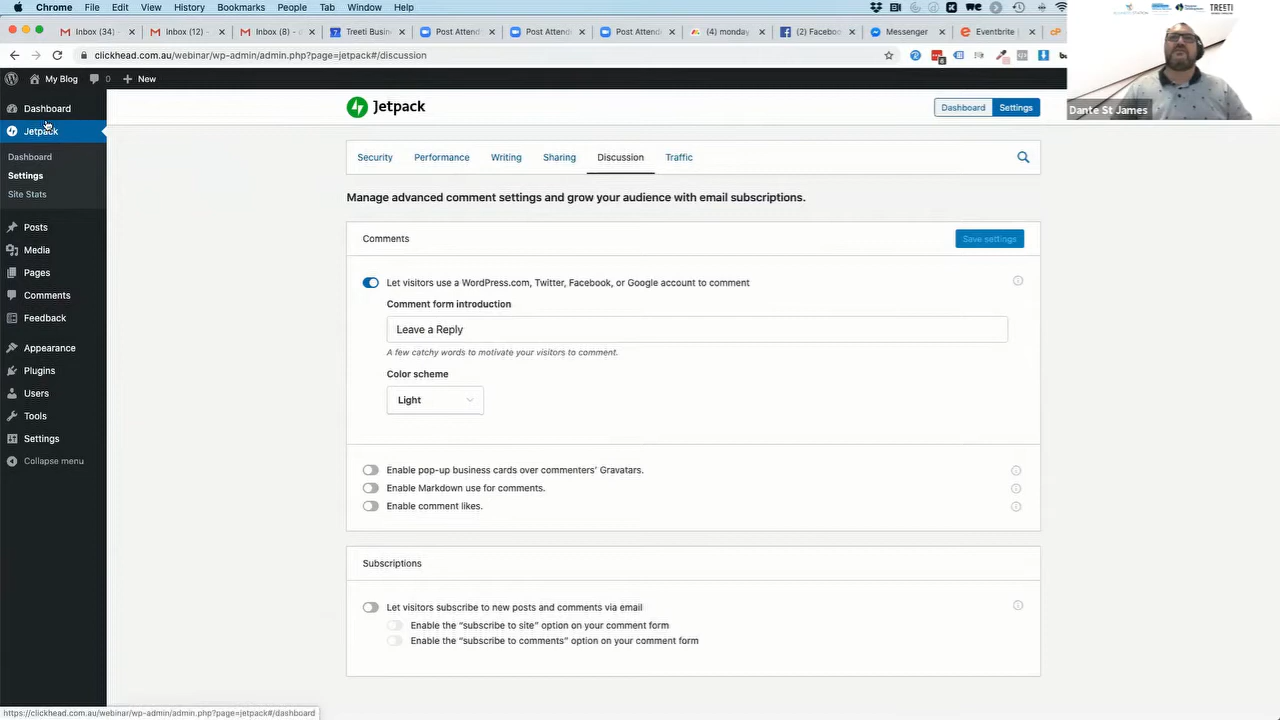 Chrome File Edit View History Bookmarks People Tab Window Help
Inbox (34) Inbox (12) Inbox (8) - Treeti Busin Post Attend Post Attend Post Attend (4) monday Faceboo Messenger Eventbrite
clickhead.com.au/webinar/wp-admin/admin.php?page=jetpack#/discussion
My Blog 0 New
TREETI
Dante St James
Dashboard
Jetpack
Dashboard
Settings
Site Stats
Posts
Media
Pages
Comments
Feedback
Appearance
Plugins
Users
Tools
Settings
Collapse menu
Jetpack
Dashboard Settings
Security Performance Writing Sharing Discussion Traffic
Manage advanced comment settings and grow your audience with email subscriptions.
Comments Save settings
Let visitors use a WordPress.com, Twitter, Facebook, or Google account to comment
Comment form introduction
Leave a Reply
A few catchy words to motivate your visitors to comment.
Color scheme
Light
Enable pop-up business cards over commenters’ Gravatars.
Enable Markdown use for comments.
Enable comment likes.
Subscriptions
Let visitors subscribe to new posts and comments via email
Enable the “subscribe to site” option on your comment form
Enable the “subscribe to comments” option on your comment form
https://clickhead.com.au/webinar/wp-admin/admin.php?page=jetpack#/dashboard